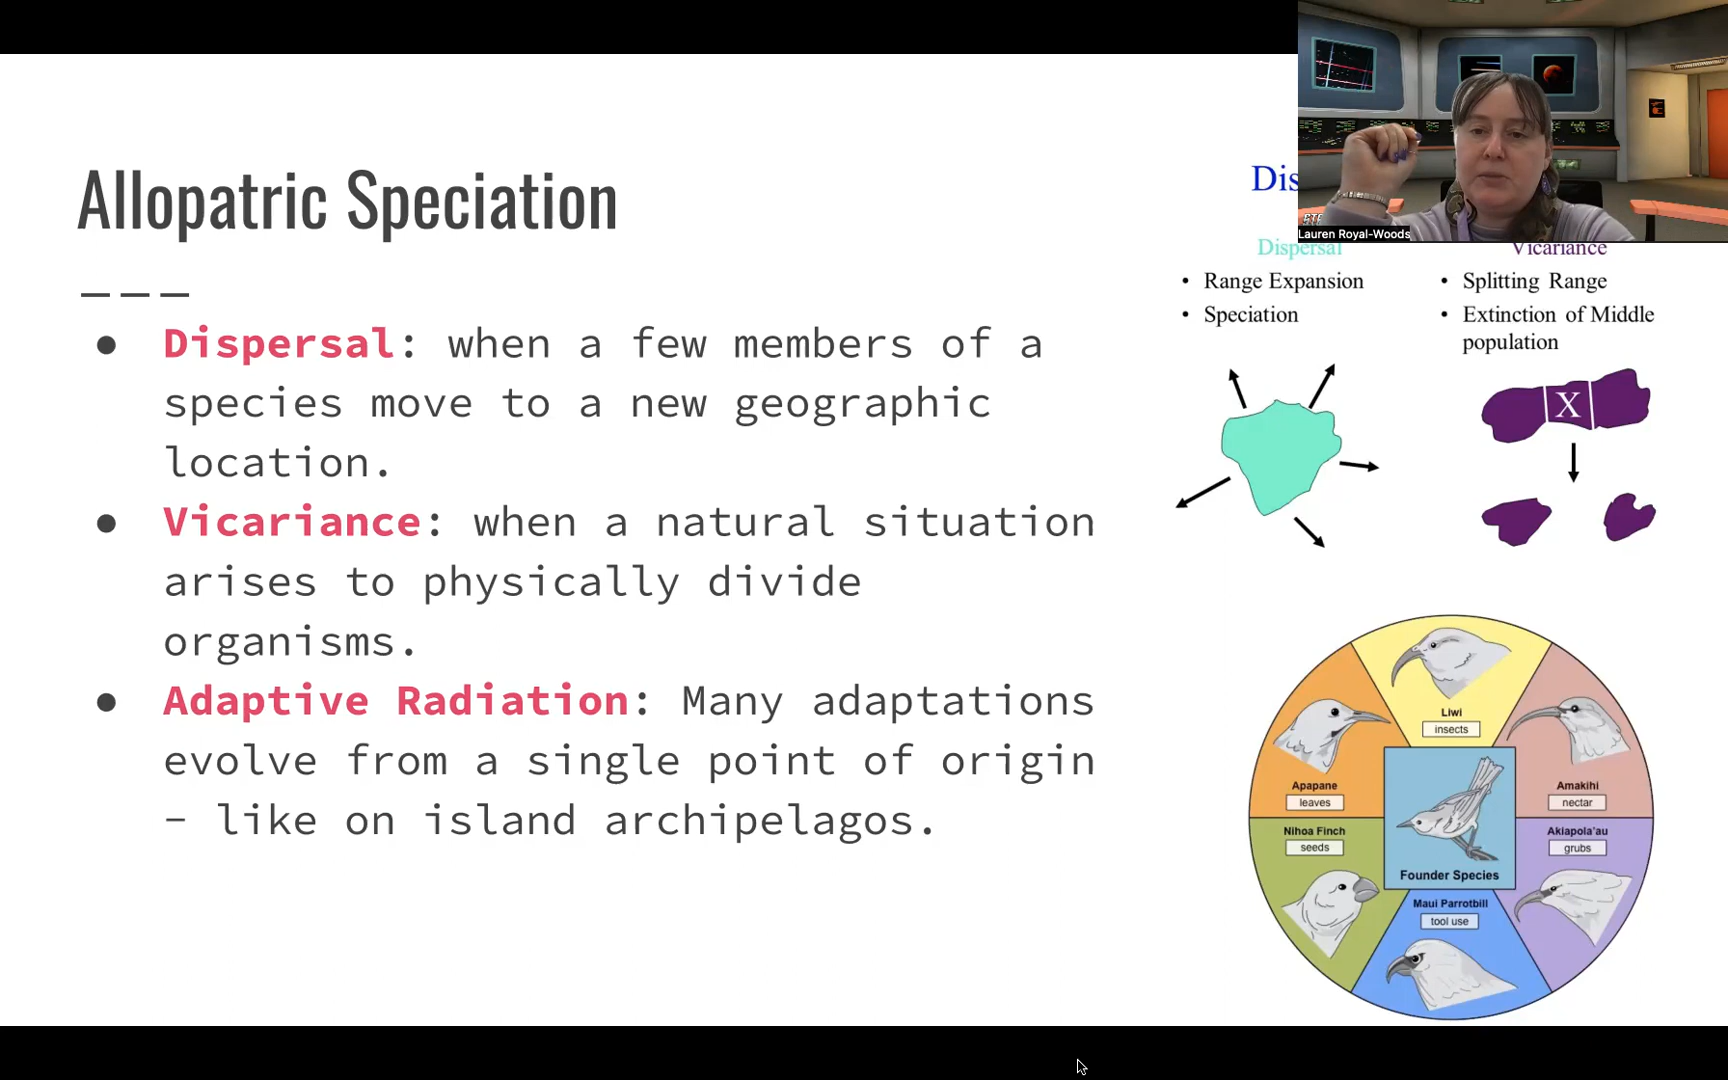 Allopatric Speciation
● Dispersal: when a few members of a
species move to a new geographic
location.
● Vicariance: when a natural situation
arises to physically divide
organisms.
● Adaptive Radiation: Many adaptations
evolve from a single point of origin
- like on island archipelagos.
Lauren Royal-Woods
Dispersal
• Range Expansion
• Speciation
Vicariance
• Splitting Range
• Extinction of Middle
population
X
Liwi
insects
Apapane
leaves
Amakihi
nectar
Nihoa Finch
seeds
Akiapola'au
grubs
Founder Species
Maui Parrotbill
tool use